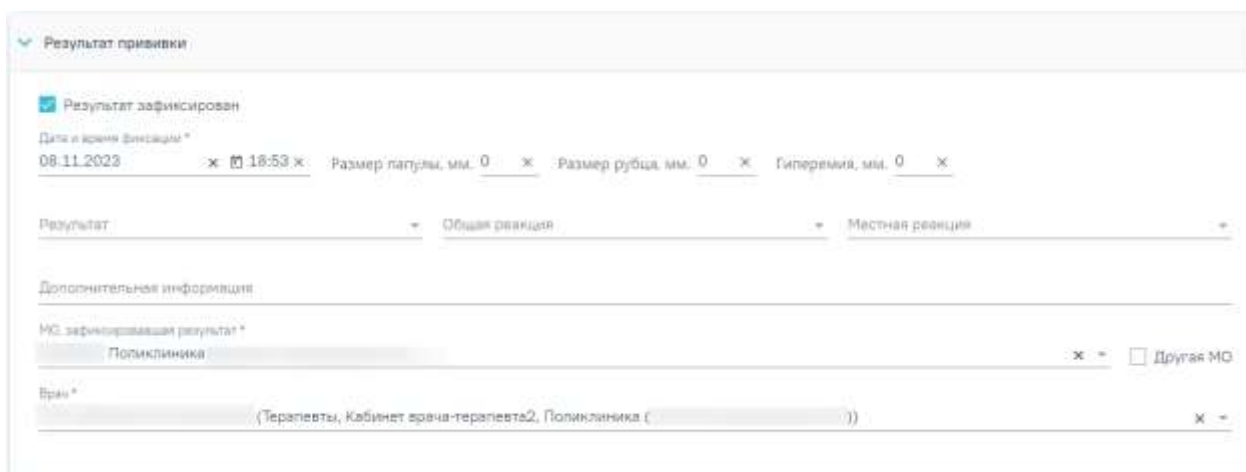 Результат прививки
Результат зафиксирован
Дата и время фиксации *
08.11.2023 18:53 Размер папулы, мм. 0 Размер рубца, мм. 0 Гиперемия, мм. 0
Результат Общая реакция Местная реакция
Дополнительная информация
МО, зафиксировавшая результат *
Поликлиника Другая МО
Врач *
(Терапевты, Кабинет врача-терапевта2, Поликлиника ( ))